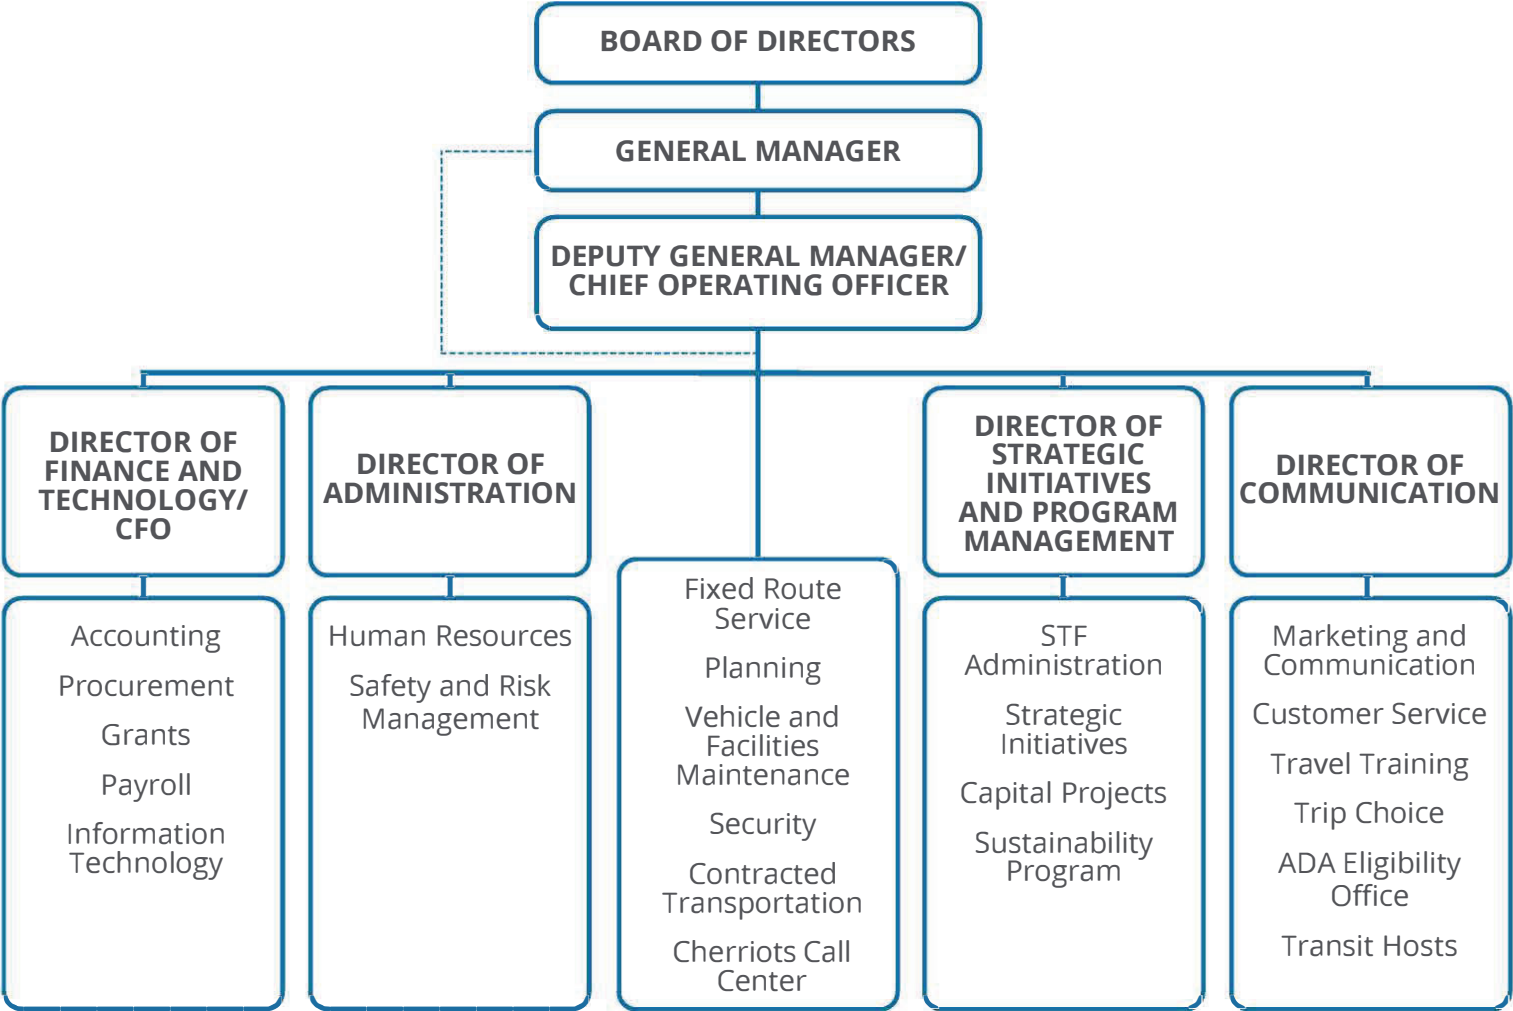 BOARD OF DIRECTORS
GENERAL MANAGER
DEPUTY GENERAL MANAGER/
CHIEF OPERATING OFFICER
DIRECTOR OF
FINANCE AND
TECHNOLOGY/
CFO
Accounting
Procurement
Grants
Payroll
Information
Technology
DIRECTOR OF
ADMINISTRATION
Human Resources
Safety and Risk
Management
Fixed Route
Service
Planning
Vehicle and
Facilities
Maintenance
Security
Contracted
Transportation
Cherriots Call
Center
DIRECTOR OF
STRATEGIC
INITIATIVES
AND PROGRAM
MANAGEMENT
STF
Administration
Strategic
Initiatives
Capital Projects
Sustainability
Program
DIRECTOR OF
COMMUNICATION
Marketing and
Communication
Customer Service
Travel Training
Trip Choice
ADA Eligibility
Office
Transit Hosts